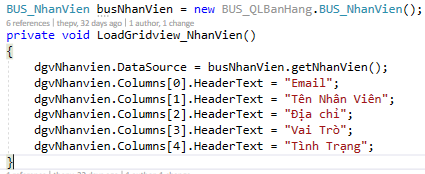 BUS_NhanVien busNhanvien = new BUS_QLBanHang.BUS_NhanVien();
6 references | thepv, 32 days ago | 1 author, 1 change
private void LoadGridview_NhanVien()
{
dgvNhanvien.DataSource = busNhanvien.getNhanVien();
dgvNhanvien.Columns[0].HeaderText = "Email";
dgvNhanvien.Columns[1].HeaderText = "Tên Nhân Viên";
dgvNhanvien.Columns[2].HeaderText = "Địa chỉ";
dgvNhanvien.Columns[3].HeaderText = "Vai Trò";
dgvNhanvien.Columns[4].HeaderText = "Tình Trạng";
}